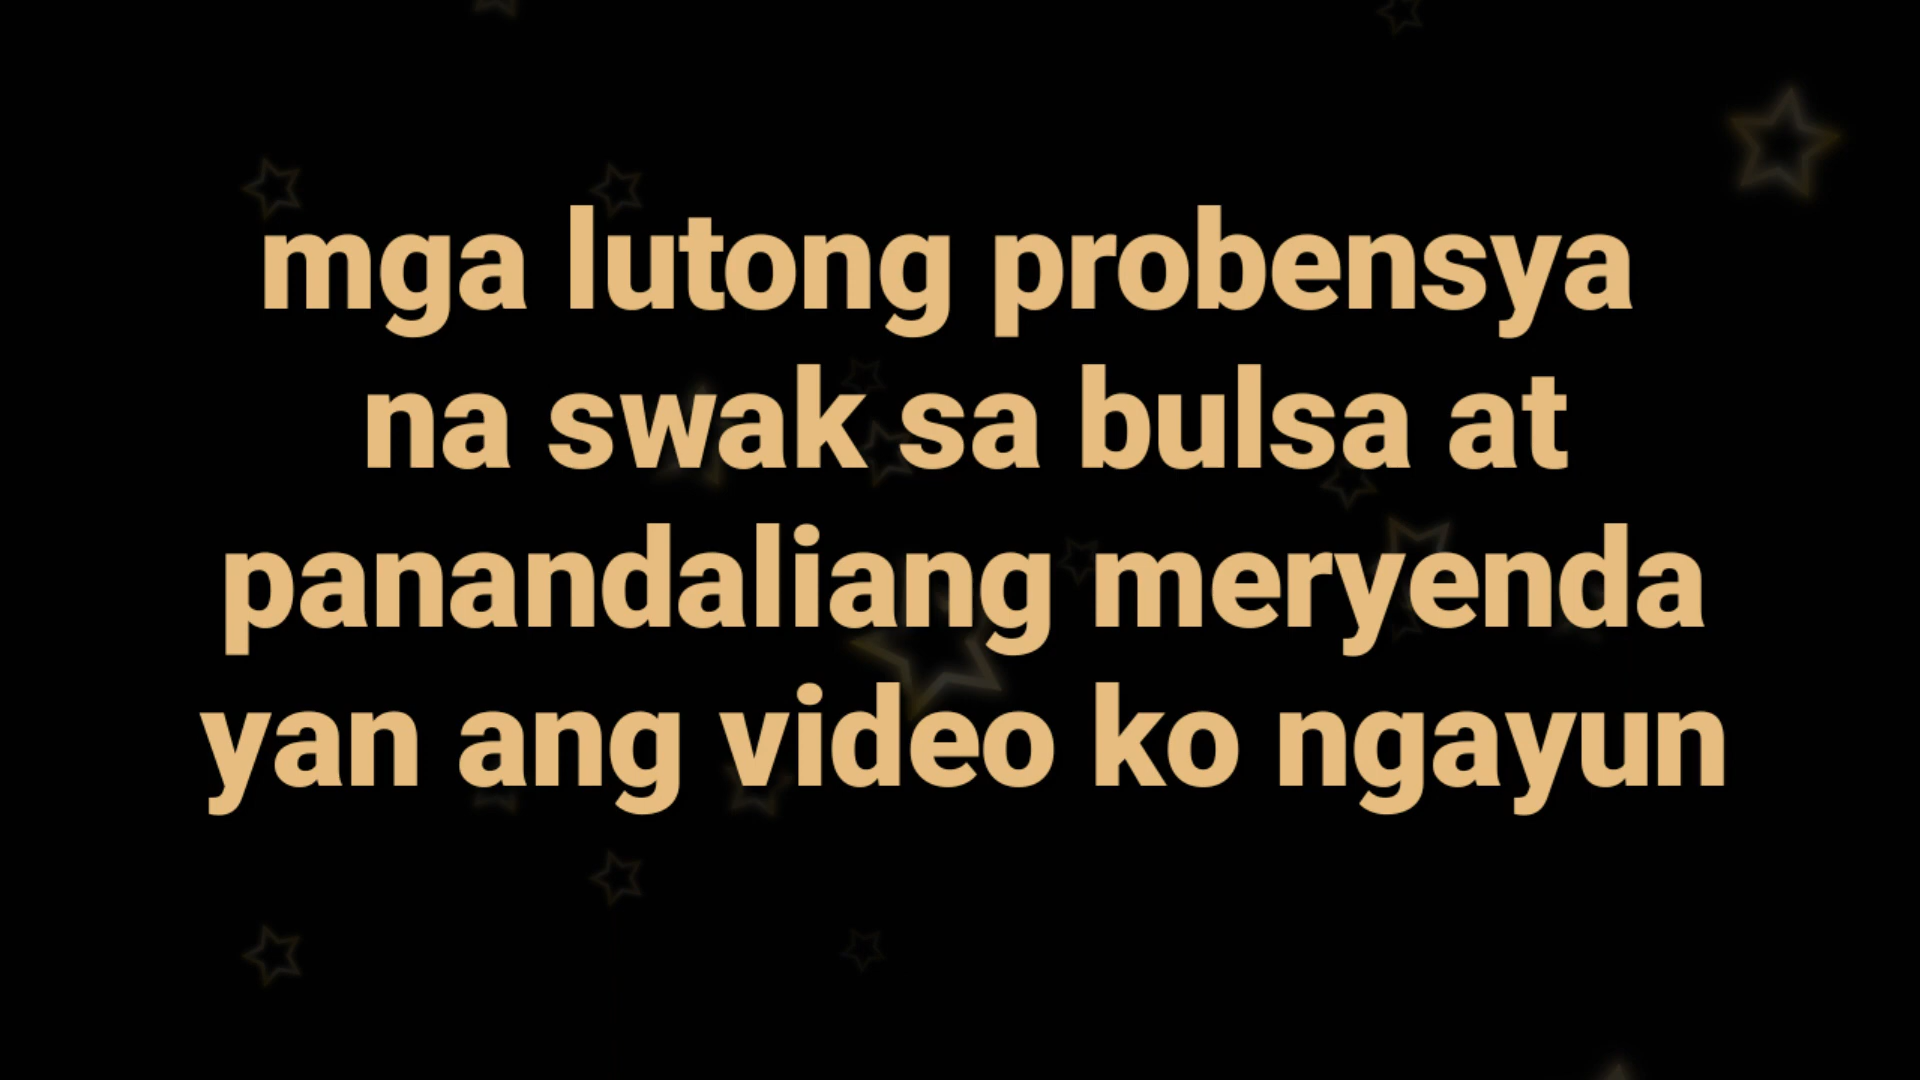 mga lutong probensya
na swak sa bulsa at
panandaliang meryenda
yan ang video ko ngayun